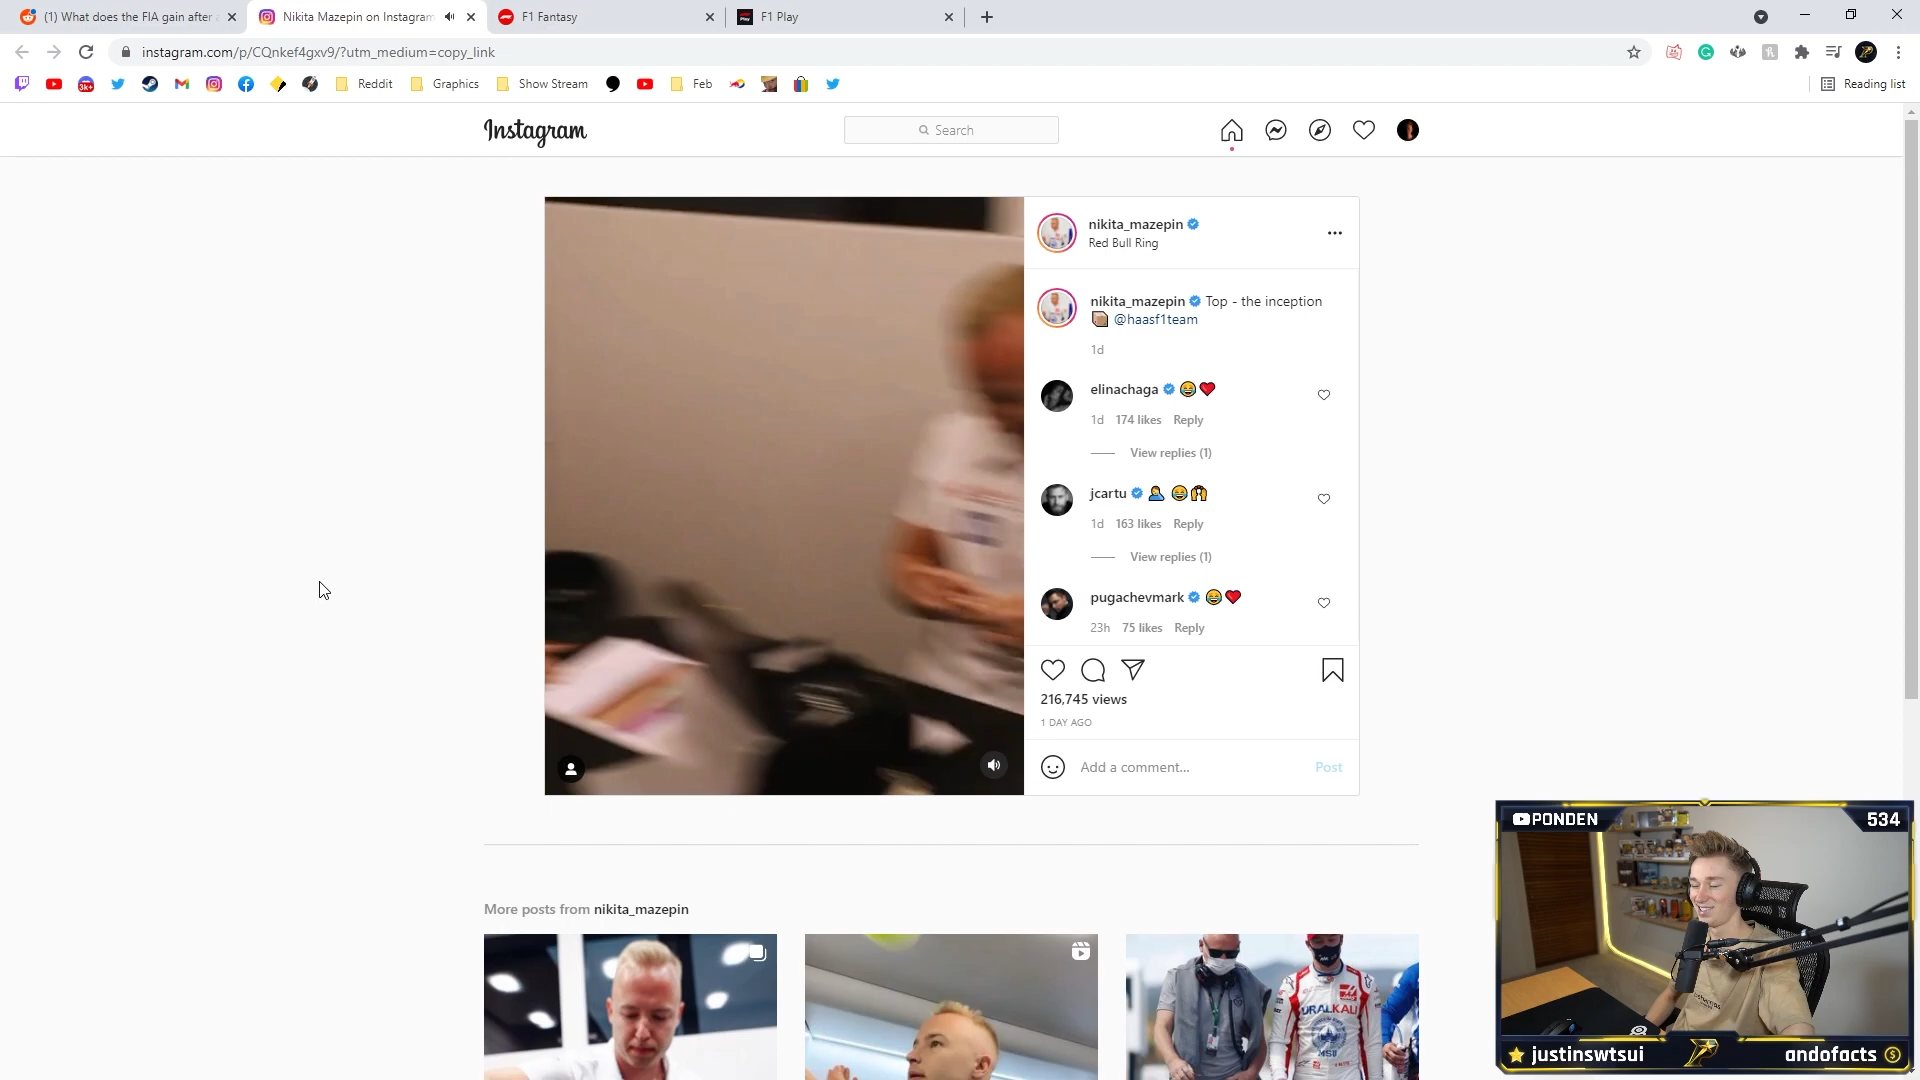 (1) What does the FIA gain after
Nikita Mazepin on Instagram
F1 Fantasy
F1 Play
instagram.com/p/CQnkef4gxv9/?utm_medium=copy_link
Reddit
Graphics
Show Stream
Feb
Reading list
Instagram
Search
nikita_mazepin
Red Bull Ring
nikita_mazepin Top - the inception
@haasf1team
1d
elinachaga
1d 174 likes Reply
View replies (1)
jcartu
1d 163 likes Reply
View replies (1)
pugachevmark
23h 75 likes Reply
216,745 views
1 DAY AGO
Add a comment...
Post
More posts from nikita_mazepin
URALKALI
PONDEN
534
justinswtsui
andofacts